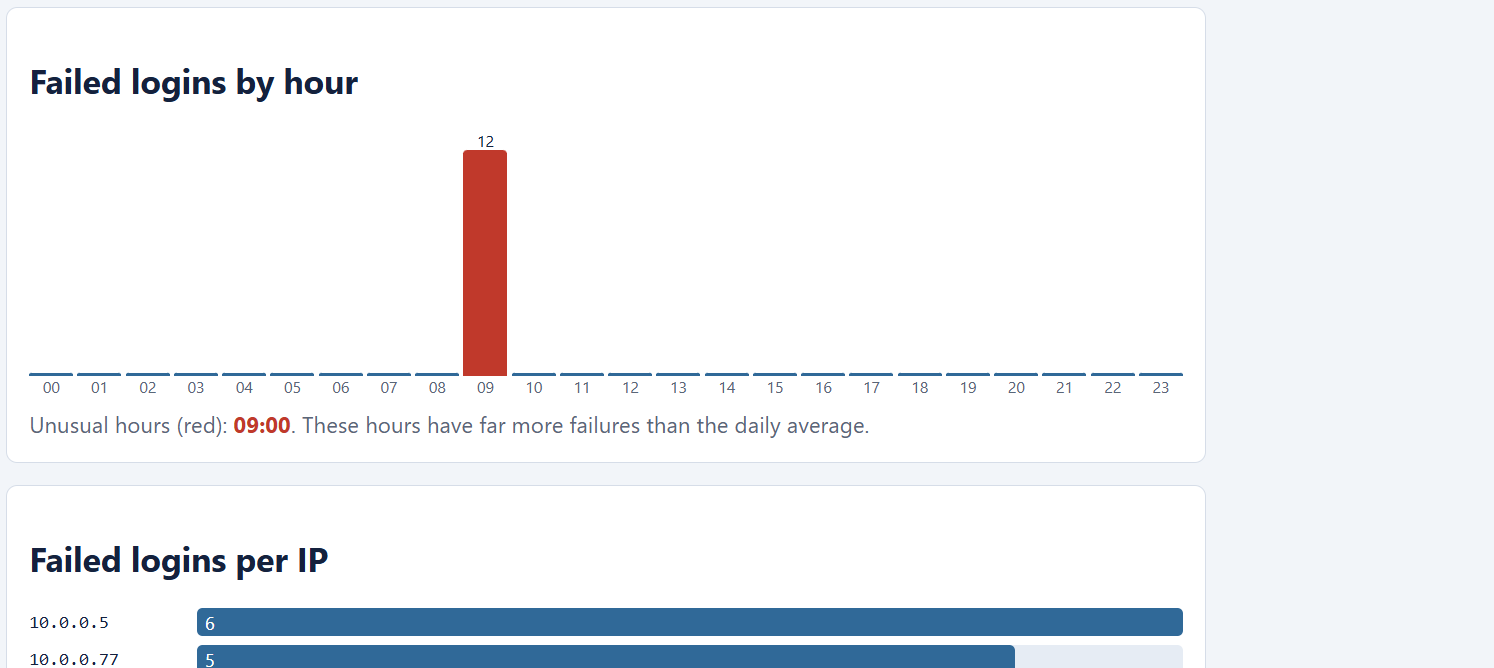 Failed logins by hour
12
00 01 02 03 04 05 06 07 08 09 10 11 12 13 14 15 16 17 18 19 20 21 22 23
Unusual hours (red): 09:00. These hours have far more failures than the daily average.
Failed logins per IP
10.0.0.5 6
10.0.0.77 5